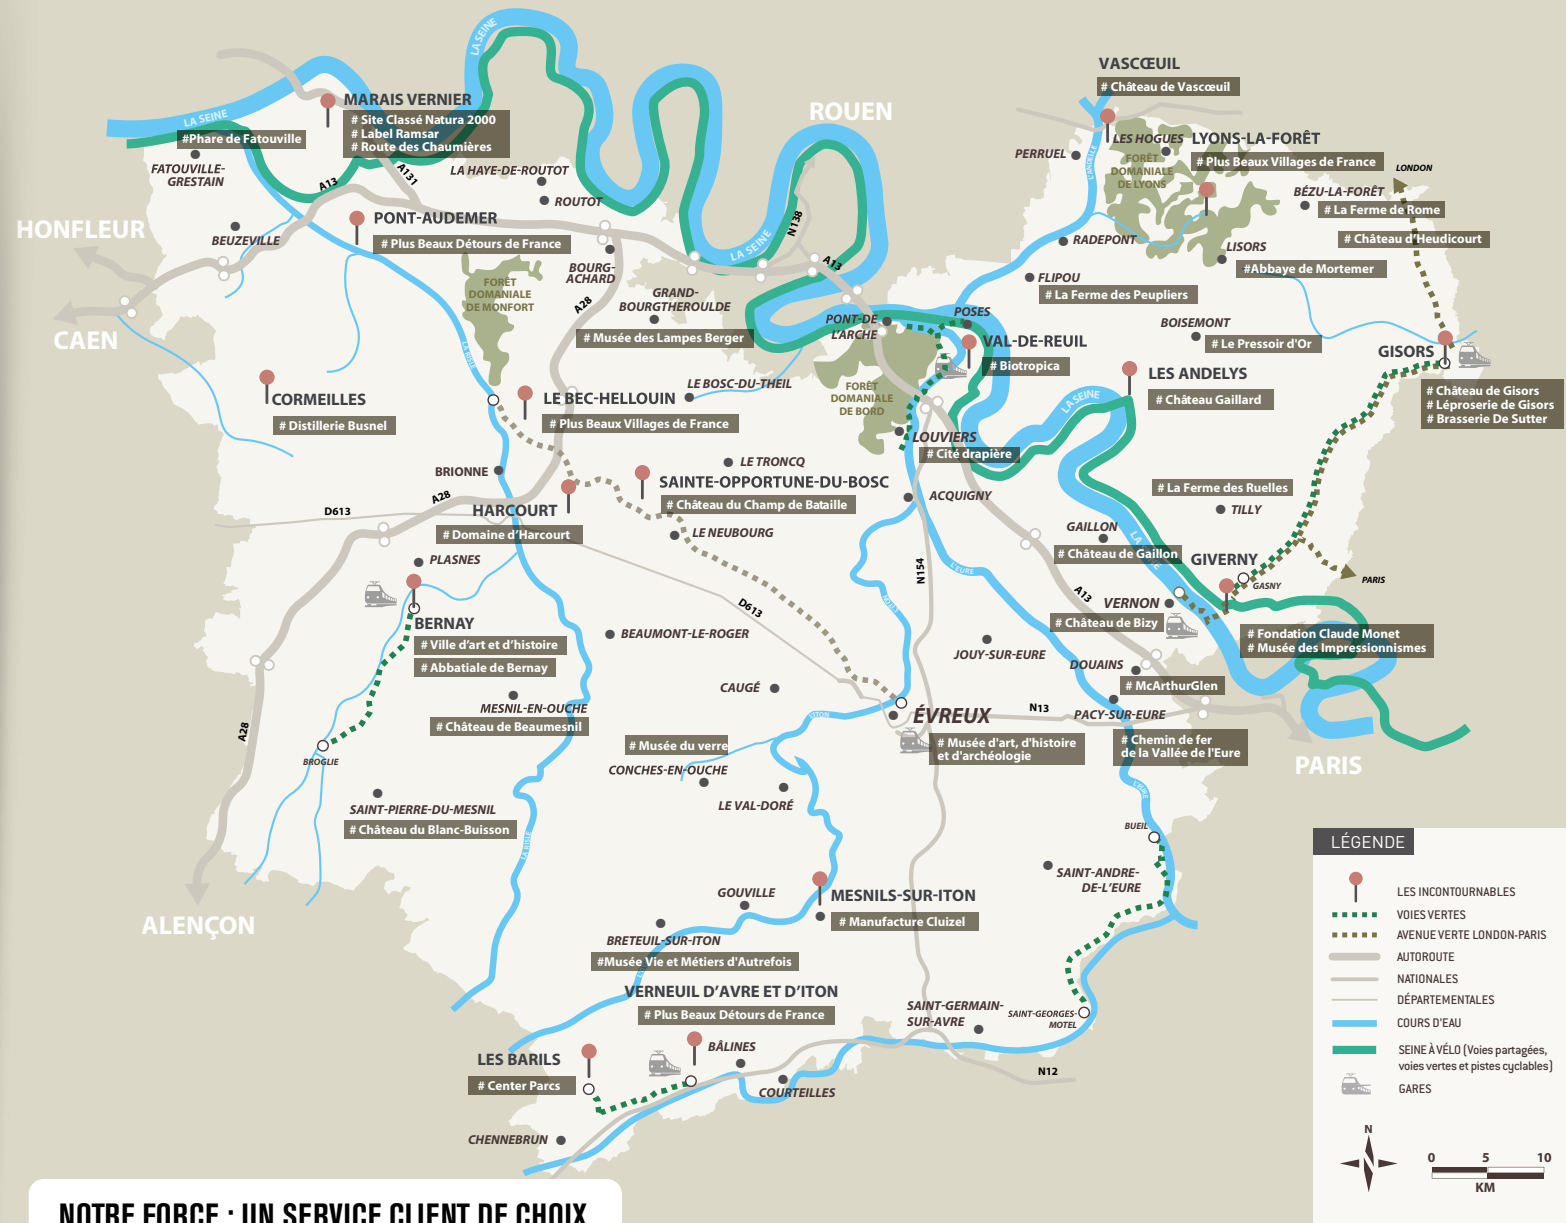 VASCŒUIL
# Château de Vascœuil
LA SEINE
MARAIS VERNIER
# Site Classé Natura 2000
# Label Ramsar
# Route des Chaumières
ROUEN
LA SEINE
#Phare de Fatouville
FATOUVILLE-
GRESTAIN
A13
A131
LA HAYE-DE-ROUTOT
ROUTOT
PERRUEL
L'ANDELLE
LES HOGUES
LYONS-LA-FORÊT
# Plus Beaux Villages de France
FORÊT
DOMANIALE
DE LYONS
LONDON
BÉZU-LA-FORÊT
# La Ferme de Rome
# Château d'Heudicourt
HONFLEUR
BEUZEVILLE
PONT-AUDEMER
# Plus Beaux Détours de France
N138
LA SEINE
A13
RADEPONT
LISORS
#Abbaye de Mortemer
BOURG-
ACHARD
FORÊT
DOMANIALE
DE MONFORT
A28
GRAND-
BOURGTHEROULDE
# Musée des Lampes Berger
FLIPOU
# La Ferme des Peupliers
CAEN
LA RISLE
PONT-DE
L'ARCHE
POSES
VAL-DE-REUIL
# Biotropica
BOISEMONT
# Le Pressoir d'Or
GISORS
# Château de Gisors
# Léproserie de Gisors
# Brasserie De Sutter
CORMEILLES
# Distillerie Busnel
LE BEC-HELLOUIN
# Plus Beaux Villages de France
LE BOSC-DU-THEIL
FORÊT
DOMANIALE
DE BORD
LES ANDELYS
# Château Gaillard
LA SEINE
LOUVIERS
# Cité drapière
BRIONNE
A28
D613
LE TRONCQ
SAINTE-OPPORTUNE-DU-BOSC
# Château du Champ de Bataille
ACQUIGNY
# La Ferme des Ruelles
TILLY
HARCOURT
# Domaine d'Harcourt
LE NEUBOURG
GAILLON
# Château de Gaillon
GIVERNY
GASNY
PARIS
PLASNES
N154
L'EURE
A13
VERNON
# Château de Bizy
BERNAY
# Ville d'art et d'histoire
# Abbatiale de Bernay
D613
BEAUMONT-LE-ROGER
# Fondation Claude Monet
# Musée des Impressionnismes
JOUY-SUR-EURE
DOUAINS
# McArthurGlen
CAUGÉ
MESNIL-EN-OUCHE
# Château de Beaumesnil
L'ITON
ÉVREUX
# Musée d'art, d'histoire
et d'archéologie
N13
PACY-SUR-EURE
# Chemin de fer
de la Vallée de l'Eure
A28
BROGLIE
# Musée du verre
CONCHES-EN-OUCHE
LE VAL-DORÉ
PARIS
L'EURE
SAINT-PIERRE-DU-MESNIL
# Château du Blanc-Buisson
LA RISLE
BUEIL
SAINT-ANDRE-
DE-L'EURE
ALENÇON
GOUVILLE
MESNILS-SUR-ITON
# Manufacture Cluizel
BRETEUIL-SUR-ITON
#Musée Vie et Métiers d'Autrefois
VERNEUIL D'AVRE ET D'ITON
# Plus Beaux Détours de France
SAINT-GERMAIN-
SUR-AVRE
SAINT-GEORGES-
MOTEL
LES BARILS
# Center Parcs
BÂLINES
COURTEILLES
N12
CHENNEBRUN
LÉGENDE
LES INCONTOURNABLES
VOIES VERTES
AVENUE VERTE LONDON-PARIS
AUTOROUTE
NATIONALES
DÉPARTEMENTALES
COURS D'EAU
SEINE À VÉLO (Voies partagées,
voies vertes et pistes cyclables)
GARES
N
0 5 10
KM
NOTRE FORCE : UN SERVICE CLIENT DE CHOIX